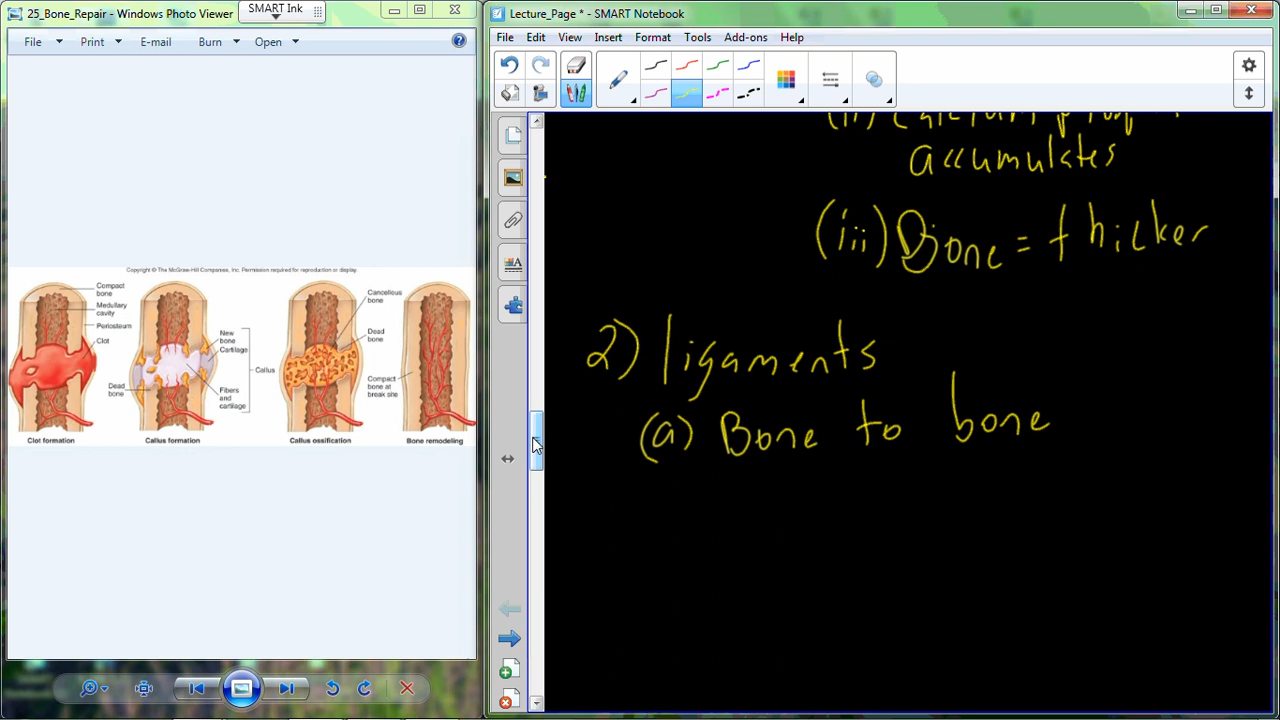 25_Bone_Repair - Windows Photo Viewer
SMART Ink
File Print E-mail Burn Open
Copyright © The McGraw-Hill Companies, Inc. Permission required for reproduction or display.
Compact bone
Medullary cavity
Periosteum
Clot
Dead bone
New bone
Cartilage
Callus
Fibers and cartilage
Cancellous bone
Dead bone
Compact bone at break site
Clot formation
Callus formation
Callus ossification
Bone remodeling
Lecture_Page * - SMART Notebook
File Edit View Insert Format Tools Add-ons Help
(ii) Calcium
accumulates
(iii) Bone = thicker
2) ligaments
(a) Bone to bone